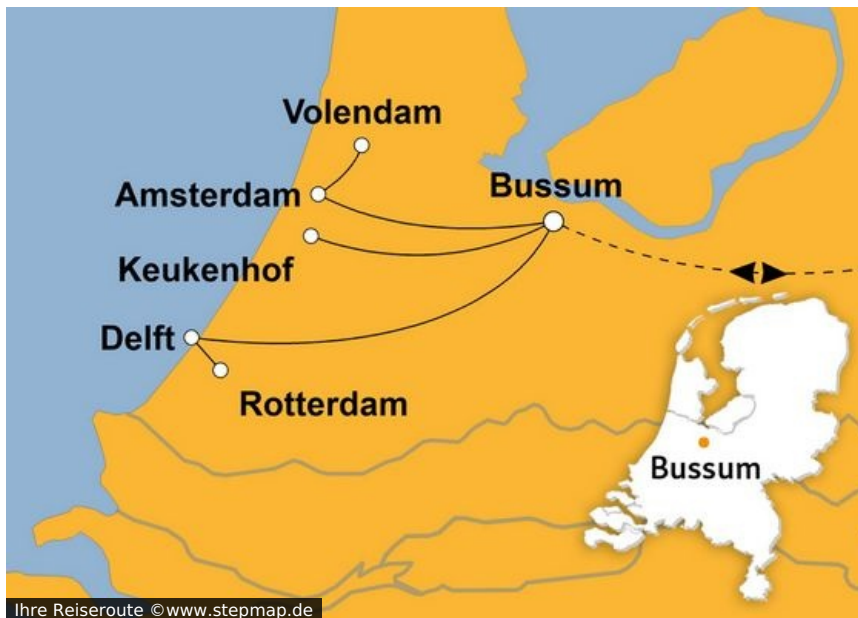 Volendam
Amsterdam
Bussum
Keukenhof
Delft
Rotterdam
Bussum
Ihre Reiseroute ©www.stepmap.de